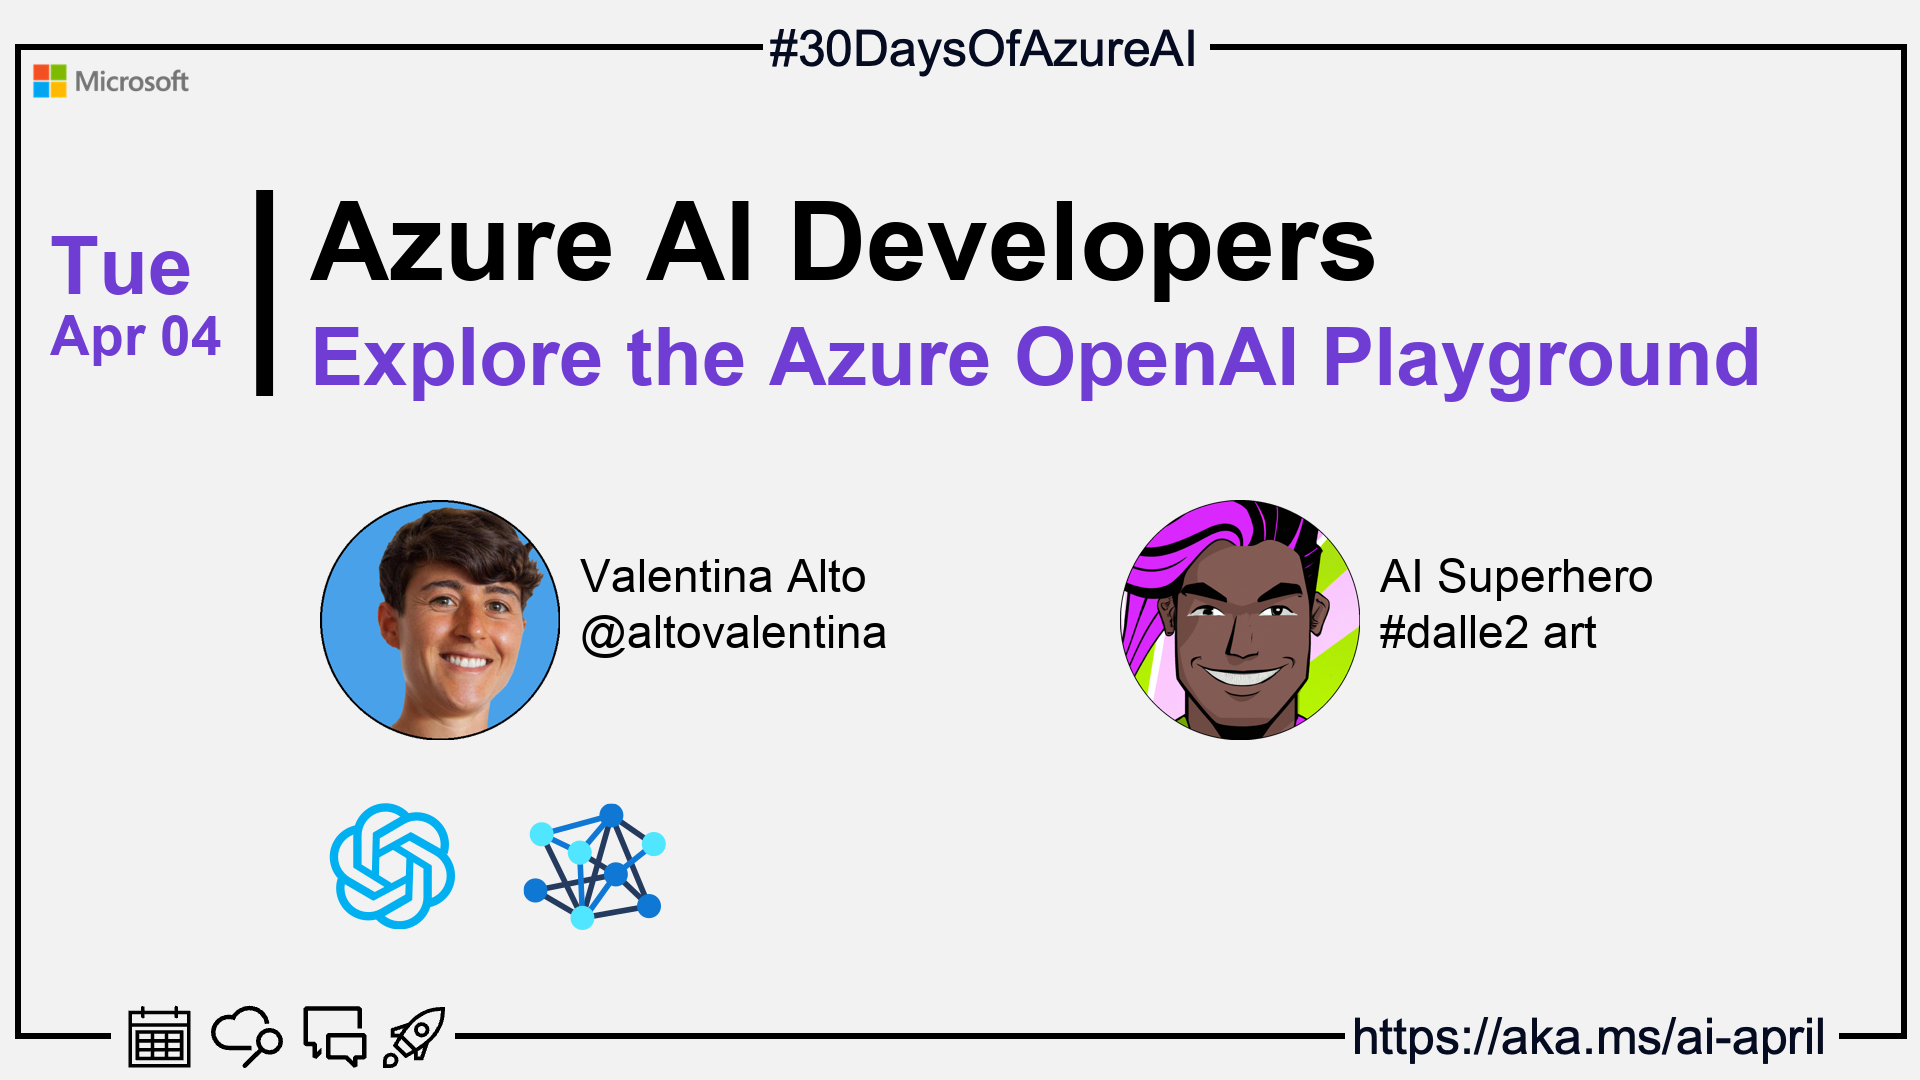 #30DaysOfAzureAI
Microsoft
Tue
Apr 04
Azure AI Developers
Explore the Azure OpenAI Playground
Valentina Alto
@altovalentina
AI Superhero
#dalle2 art
https://aka.ms/ai-april